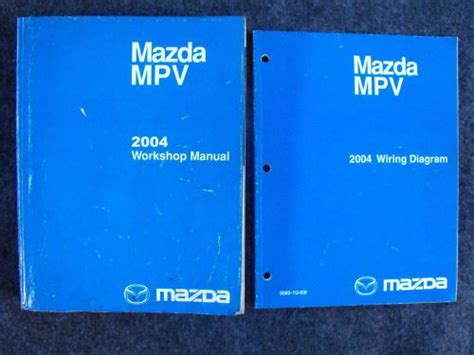 Mazda
MPV
2004
Workshop Manual
mazda
Mazda
MPV
2004 Wiring Diagram
mazda